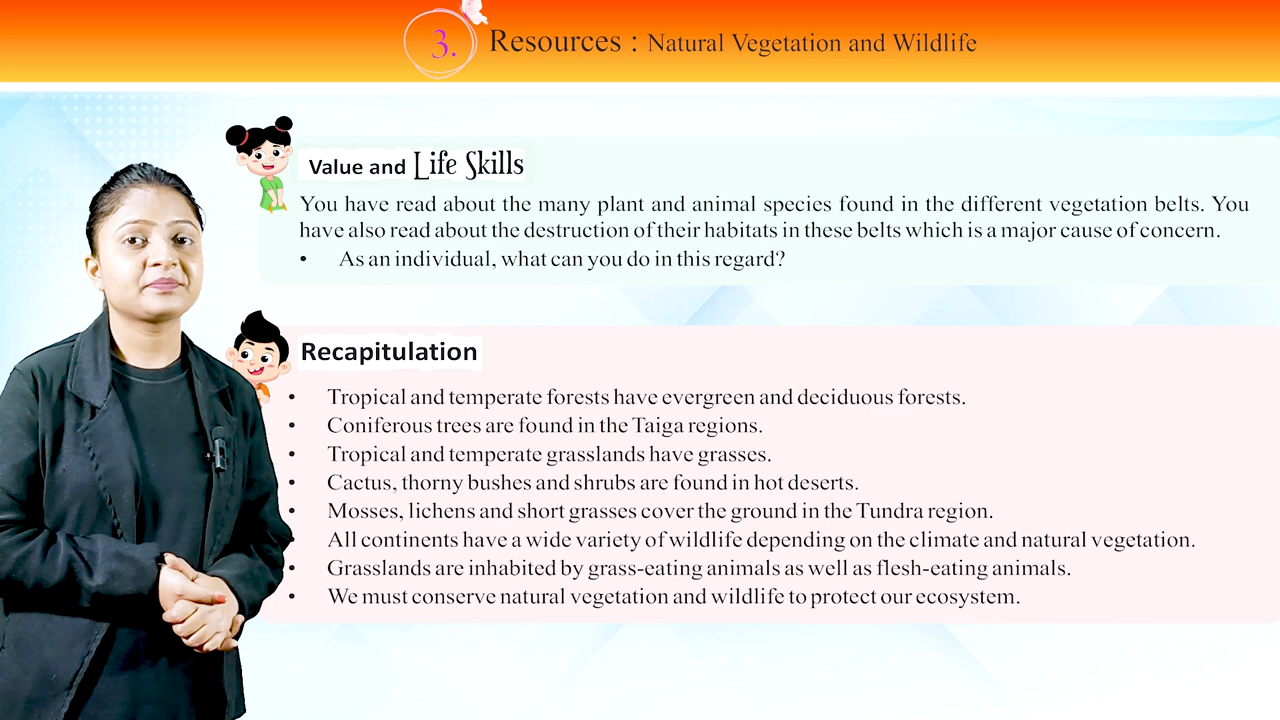 3. Resources : Natural Vegetation and Wildlife
Value and Life Skills
You have read about the many plant and animal species found in the different vegetation belts. You
have also read about the destruction of their habitats in these belts which is a major cause of concern.
• As an individual, what can you do in this regard?
Recapitulation
• Tropical and temperate forests have evergreen and deciduous forests.
• Coniferous trees are found in the Taiga regions.
• Tropical and temperate grasslands have grasses.
• Cactus, thorny bushes and shrubs are found in hot deserts.
• Mosses, lichens and short grasses cover the ground in the Tundra region.
• All continents have a wide variety of wildlife depending on the climate and natural vegetation.
• Grasslands are inhabited by grass-eating animals as well as flesh-eating animals.
• We must conserve natural vegetation and wildlife to protect our ecosystem.